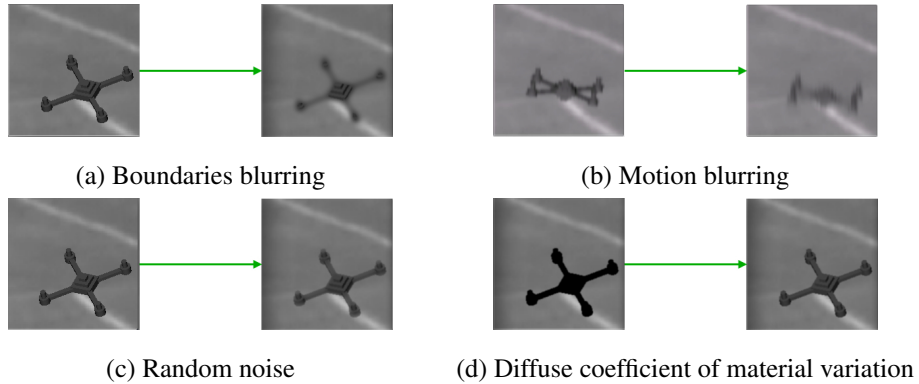 (a) Boundaries blurring
(b) Motion blurring
(c) Random noise
(d) Diffuse coefficient of material variation